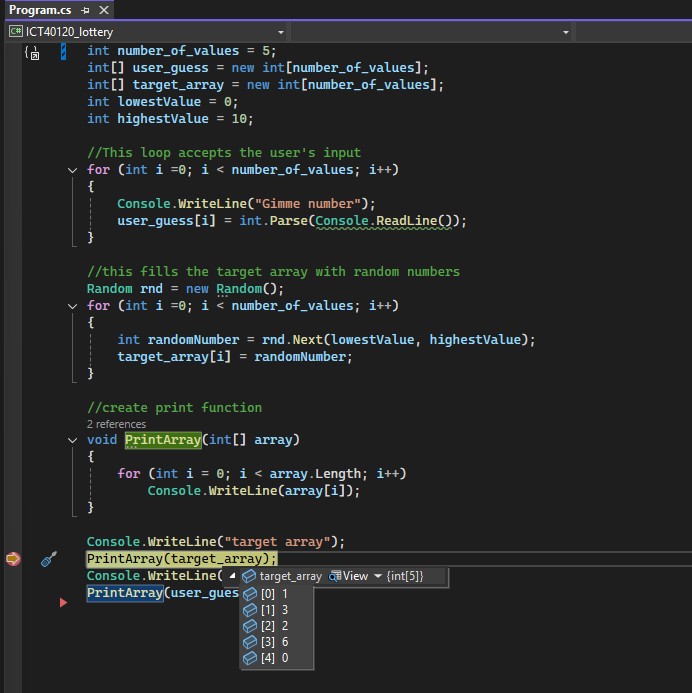 Program.cs
ICT40120_lottery
int number_of_values = 5;
int[] user_guess = new int[number_of_values];
int[] target_array = new int[number_of_values];
int lowestValue = 0;
int highestValue = 10;
//This loop accepts the user's input
for (int i =0; i < number_of_values; i++)
{
Console.WriteLine("Gimme number");
user_guess[i] = int.Parse(Console.ReadLine());
}
//this fills the target array with random numbers
Random rnd = new Random();
for (int i =0; i < number_of_values; i++)
{
int randomNumber = rnd.Next(lowestValue, highestValue);
target_array[i] = randomNumber;
}
//create print function
2 references
void PrintArray(int[] array)
{
for (int i = 0; i < array.Length; i++)
Console.WriteLine(array[i]);
}
Console.WriteLine("target array");
PrintArray(target_array);
Console.WriteLine(
target_array View {int[5]}
PrintArray(user_gues
[0] 1
[1] 3
[2] 2
[3] 6
[4] 0